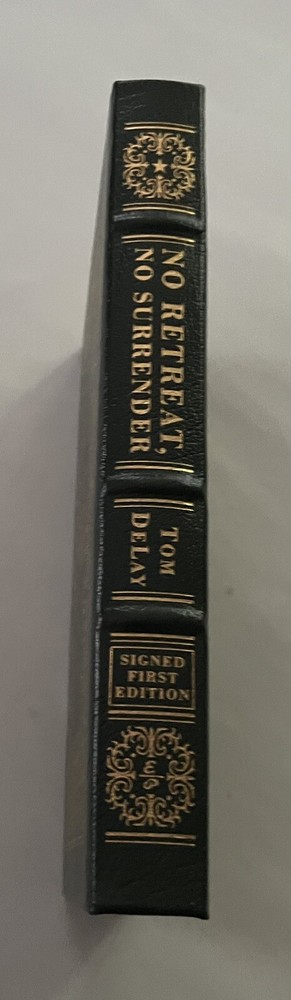 NO RETREAT,
NO SURRENDER
TOM
DELAY
SIGNED
FIRST
EDITION
E
P